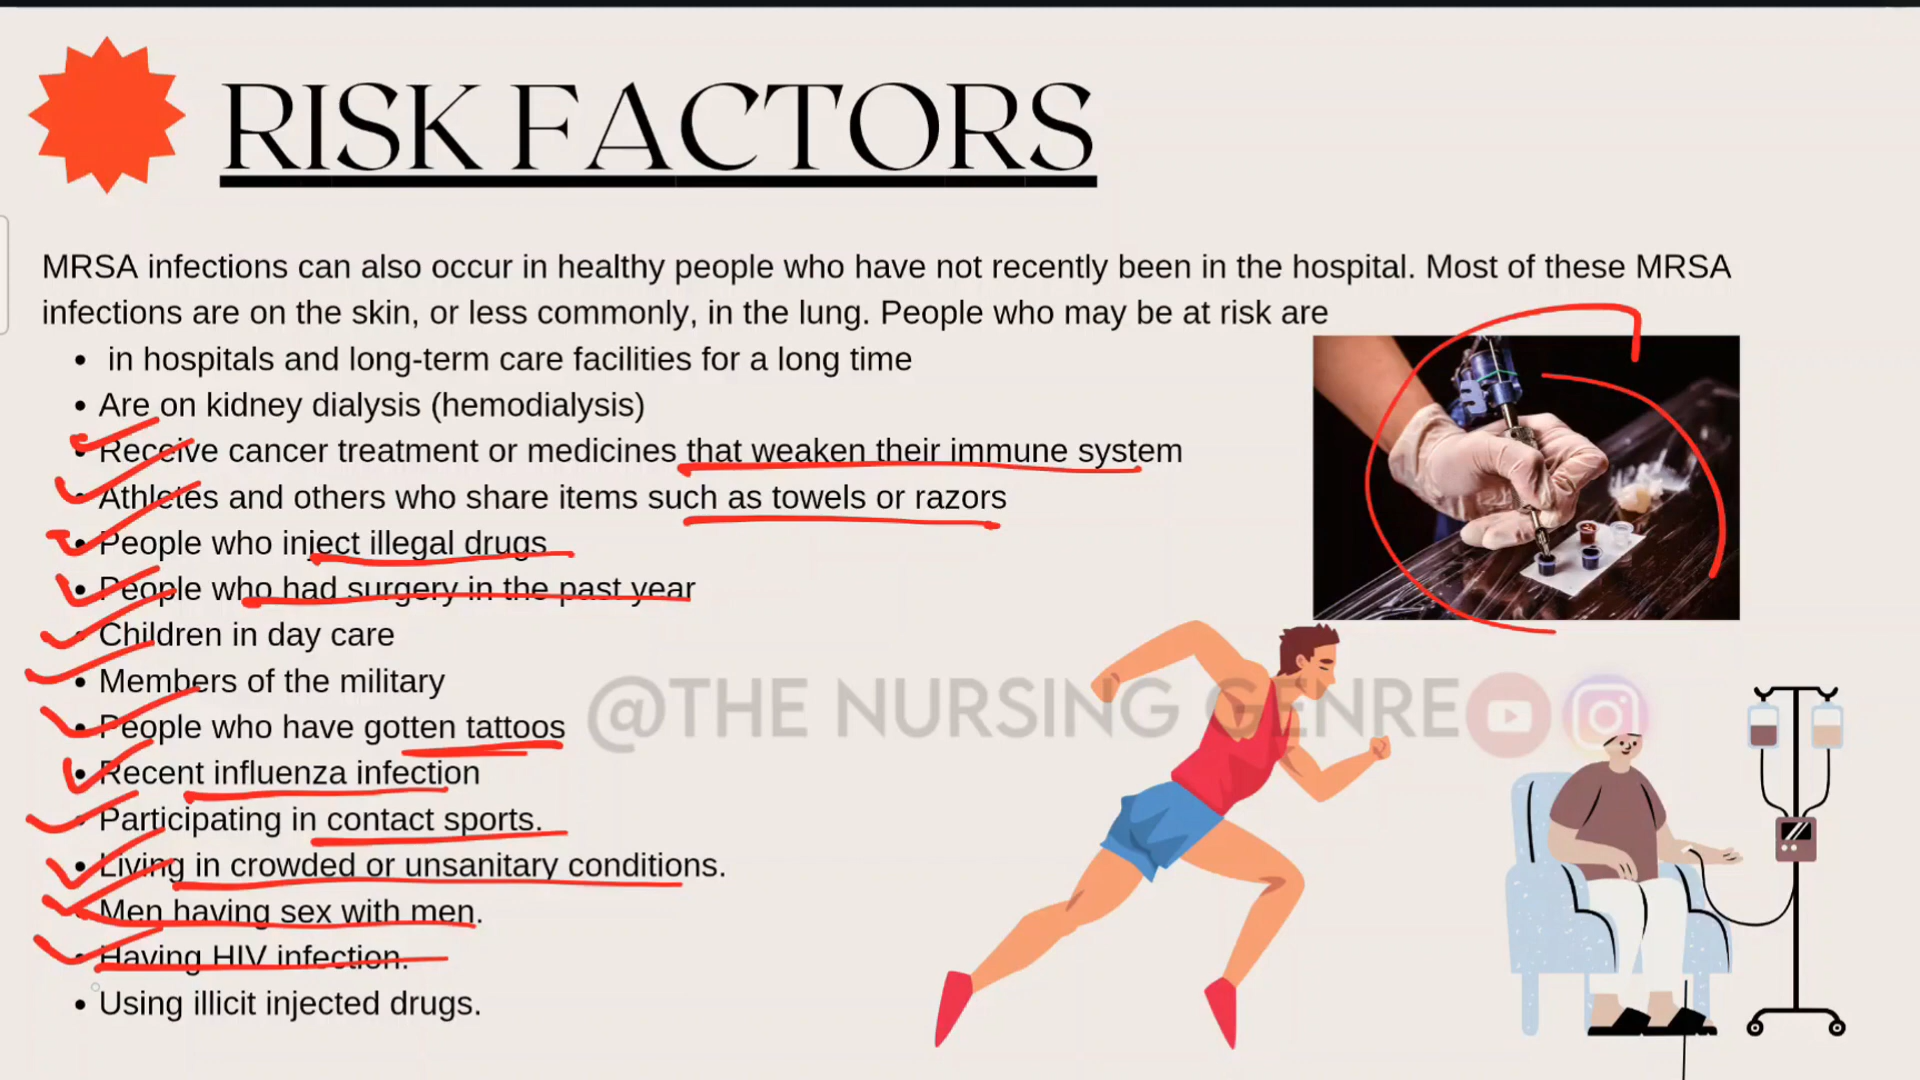 RISK FACTORS
MRSA infections can also occur in healthy people who have not recently been in the hospital. Most of these MRSA
infections are on the skin, or less commonly, in the lung. People who may be at risk are
• in hospitals and long-term care facilities for a long time
• Are on kidney dialysis (hemodialysis)
• Receive cancer treatment or medicines that weaken their immune system
• Athletes and others who share items such as towels or razors
• People who inject illegal drugs
• People who had surgery in the past year
• Children in day care
• Members of the military
• People who have gotten tattoos
• Recent influenza infection
• Participating in contact sports.
• Living in crowded or unsanitary conditions.
• Men having sex with men.
• Having HIV infection.
• Using illicit injected drugs.
@THE NURSING GENRE